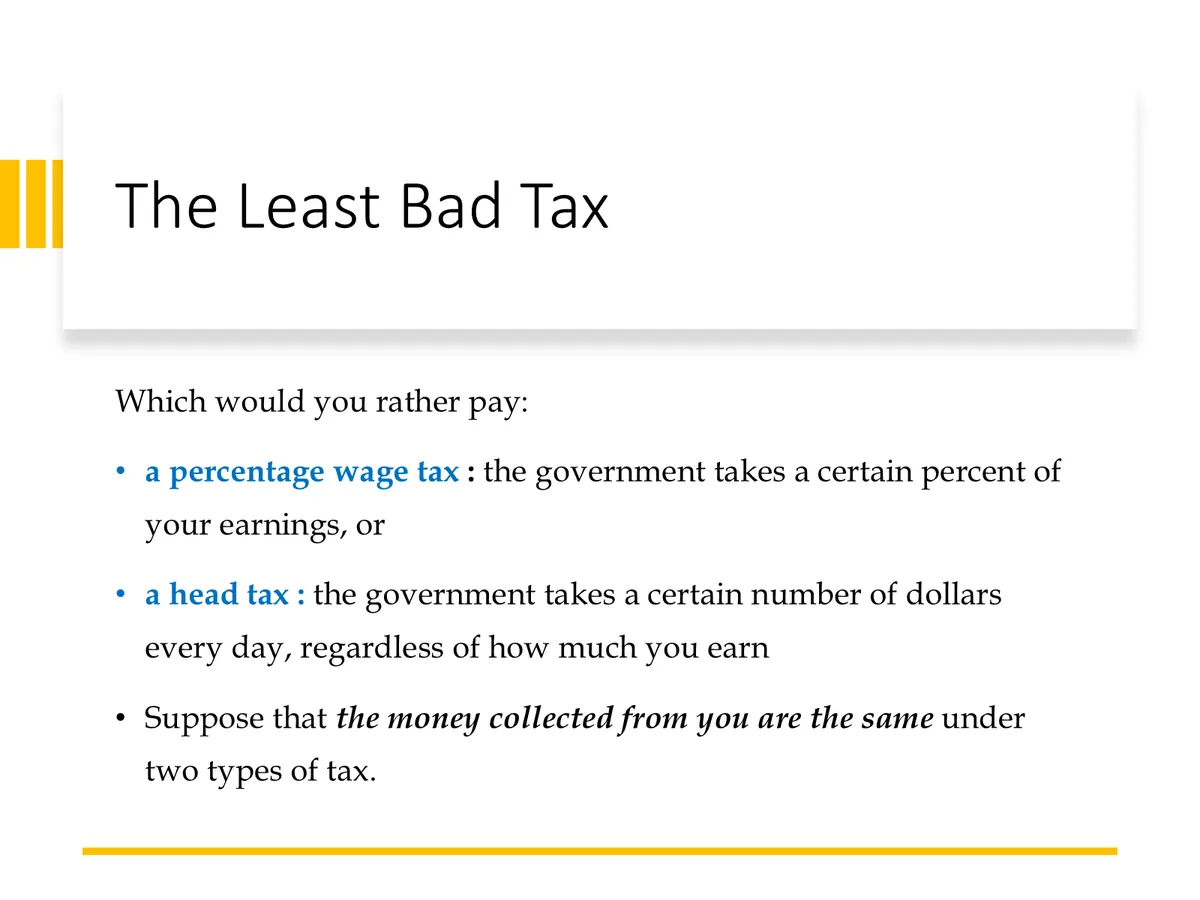 The Least Bad Tax
Which would you rather pay:
• a percentage wage tax : the government takes a certain percent of
your earnings, or
• a head tax : the government takes a certain number of dollars
every day, regardless of how much you earn
• Suppose that the money collected from you are the same under
two types of tax.